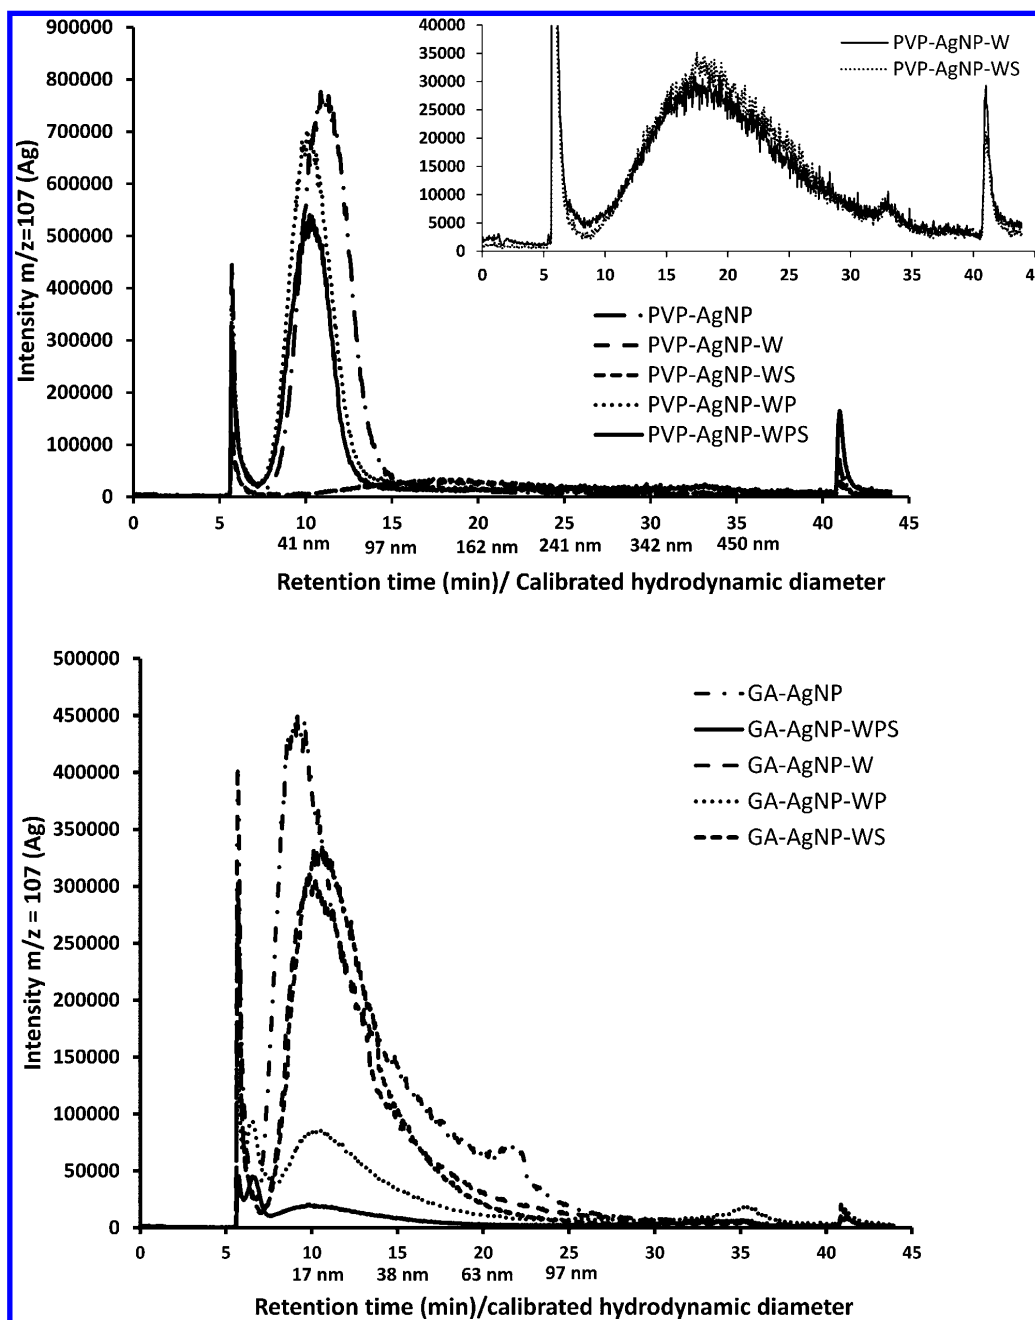 900000
800000
700000
600000
500000
400000
300000
200000
100000
0
Intensity m/z=107 (Ag)
40000
35000
30000
25000
20000
15000
10000
5000
0
0 5 10 15 20 25 30 35 40 4
PVP-AgNP-W
PVP-AgNP-WS
PVP-AgNP
PVP-AgNP-W
PVP-AgNP-WS
PVP-AgNP-WP
PVP-AgNP-WPS
0 5 10 15 20 25 30 35 40 45
41 nm 97 nm 162 nm 241 nm 342 nm 450 nm
Retention time (min)/ Calibrated hydrodynamic diameter
500000
450000
400000
350000
300000
250000
200000
150000
100000
50000
0
Intensity m/z = 107 (Ag)
GA-AgNP
GA-AgNP-WPS
GA-AgNP-W
GA-AgNP-WP
GA-AgNP-WS
0 5 10 15 20 25 30 35 40 45
17 nm 38 nm 63 nm 97 nm
Retention time (min)/calibrated hydrodynamic diameter